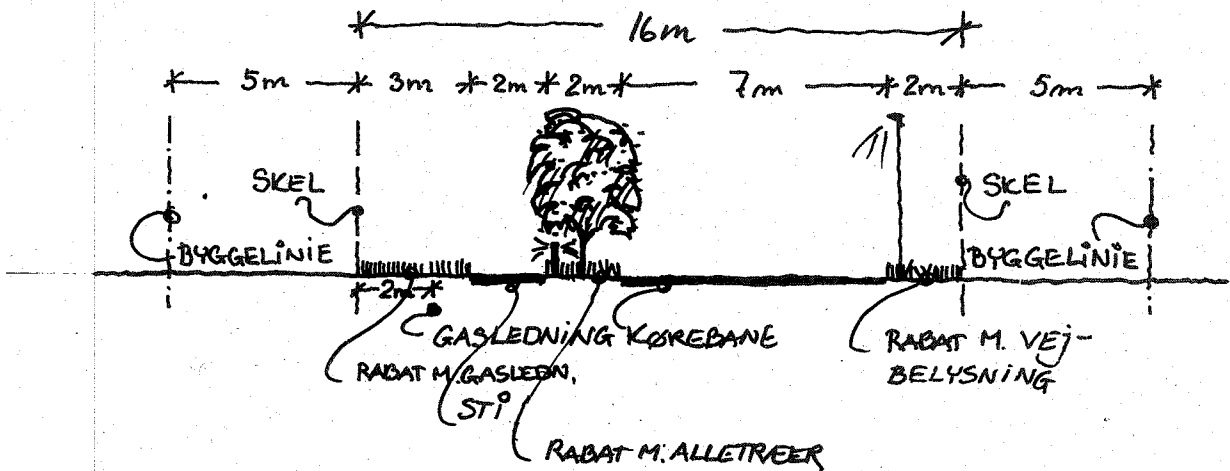 16m
5m 3m 2m 2m 7m 2m 5m
SKEL SKEL
BYGGELINIE BYGGELINIE
2m
GASLEDNING KØREBANE RABAT M. VEJ-
RABAT M. GASLEDN. BELYSNING
STI
RABAT M. ALLETRÆER